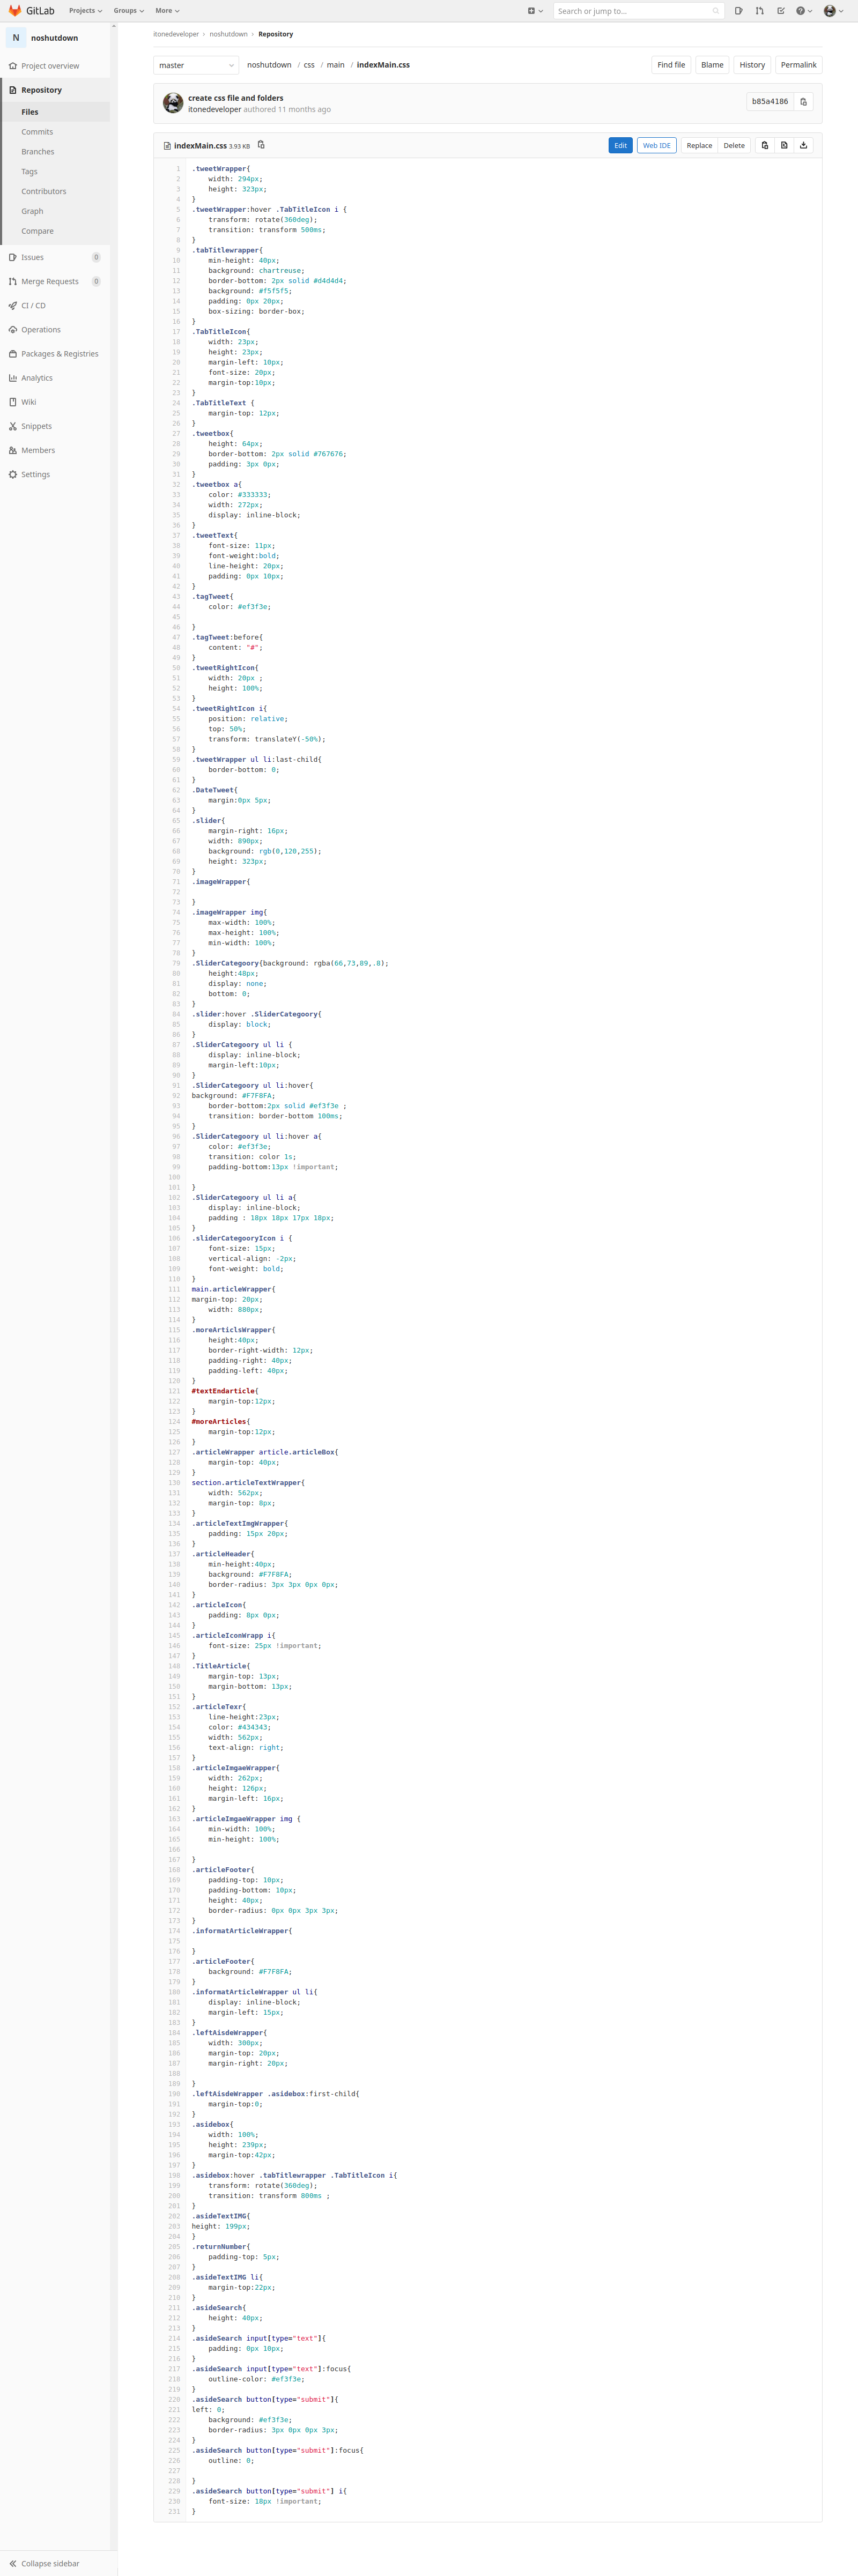 GitLab Projects Groups More Search or jump to...
N noshutdown
Project overview
Repository
Files
Commits
Branches
Tags
Contributors
Graph
Compare
Issues 0
Merge Requests 0
CI / CD
Operations
Packages & Registries
Analytics
Wiki
Snippets
Members
Settings
Collapse sidebar
itonedeveloper › noshutdown › Repository
master noshutdown / css / main / indexMain.css Find file Blame History Permalink
create css file and folders
itonedeveloper authored 11 months ago b85a4186
indexMain.css 3.93 KB Edit Web IDE Replace Delete
1 .tweetWrapper{
2 width: 294px;
3 height: 323px;
4 }
5 .tweetWrapper:hover .TabTitleIcon i {
6 transform: rotate(360deg);
7 transition: transform 500ms;
8 }
9 .tabTitlewrapper{
10 min-height: 40px;
11 background: chartreuse;
12 border-bottom: 2px solid #d4d4d4;
13 background: #f5f5f5;
14 padding: 0px 20px;
15 box-sizing: border-box;
16 }
17 .TabTitleIcon{
18 width: 23px;
19 height: 23px;
20 margin-left: 10px;
21 font-size: 20px;
22 margin-top:10px;
23 }
24 .TabTitleText {
25 margin-top: 12px;
26 }
27 .tweetbox{
28 height: 64px;
29 border-bottom: 2px solid #767676;
30 padding: 3px 0px;
31 }
32 .tweetbox a{
33 color: #333333;
34 width: 272px;
35 display: inline-block;
36 }
37 .tweetText{
38 font-size: 11px;
39 font-weight:bold;
40 line-height: 20px;
41 padding: 0px 10px;
42 }
43 .tagTweet{
44 color: #ef3f3e;
45
46 }
47 .tagTweet:before{
48 content: "#";
49 }
50 .tweetRightIcon{
51 width: 20px ;
52 height: 100%;
53 }
54 .tweetRightIcon i{
55 position: relative;
56 top: 50%;
57 transform: translateY(-50%);
58 }
59 .tweetWrapper ul li:last-child{
60 border-bottom: 0;
61 }
62 .DateTweet{
63 margin:0px 5px;
64 }
65 .slider{
66 margin-right: 16px;
67 width: 890px;
68 background: rgb(0,120,255);
69 height: 323px;
70 }
71 .imageWrapper{
72
73 }
74 .imageWrapper img{
75 max-width: 100%;
76 max-height: 100%;
77 min-width: 100%;
78 }
79 .SliderCategoory{background: rgba(66,73,89,.8);
80 height:48px;
81 display: none;
82 bottom: 0;
83 }
84 .slider:hover .SliderCategoory{
85 display: block;
86 }
87 .SliderCategoory ul li {
88 display: inline-block;
89 margin-left:10px;
90 }
91 .SliderCategoory ul li:hover{
92 background: #F7F8FA;
93 border-bottom:2px solid #ef3f3e ;
94 transition: border-bottom 100ms;
95 }
96 .SliderCategoory ul li:hover a{
97 color: #ef3f3e;
98 transition: color 1s;
99 padding-bottom:13px !important;
100
101 }
102 .SliderCategoory ul li a{
103 display: inline-block;
104 padding : 18px 18px 17px 18px;
105 }
106 .sliderCategooryIcon i {
107 font-size: 15px;
108 vertical-align: -2px;
109 font-weight: bold;
110 }
111 main.articleWrapper{
112 margin-top: 20px;
113 width: 880px;
114 }
115 .moreArticlsWrapper{
116 height:40px;
117 border-right-width: 12px;
118 padding-right: 40px;
119 padding-left: 40px;
120 }
121 #textEndarticle{
122 margin-top:12px;
123 }
124 #moreArticles{
125 margin-top:12px;
126 }
127 .articleWrapper article.articleBox{
128 margin-top: 40px;
129 }
130 section.articleTextWrapper{
131 width: 562px;
132 margin-top: 8px;
133 }
134 .articleTextImgWrapper{
135 padding: 15px 20px;
136 }
137 .articleHeader{
138 min-height:40px;
139 background: #F7F8FA;
140 border-radius: 3px 3px 0px 0px;
141 }
142 .articleIcon{
143 padding: 8px 0px;
144 }
145 .articleIconWrapp i{
146 font-size: 25px !important;
147 }
148 .TitleArticle{
149 margin-top: 13px;
150 margin-bottom: 13px;
151 }
152 .articleTexr{
153 line-height:23px;
154 color: #434343;
155 width: 562px;
156 text-align: right;
157 }
158 .articleImgaeWrapper{
159 width: 262px;
160 height: 126px;
161 margin-left: 16px;
162 }
163 .articleImgaeWrapper img {
164 min-width: 100%;
165 min-height: 100%;
166
167 }
168 .articleFooter{
169 padding-top: 10px;
170 padding-bottom: 10px;
171 height: 40px;
172 border-radius: 0px 0px 3px 3px;
173 }
174 .informatArticleWrapper{
175
176 }
177 .articleFooter{
178 background: #F7F8FA;
179 }
180 .informatArticleWrapper ul li{
181 display: inline-block;
182 margin-left: 15px;
183 }
184 .leftAisdeWrapper{
185 width: 300px;
186 margin-top: 20px;
187 margin-right: 20px;
188
189 }
190 .leftAisdeWrapper .asidebox:first-child{
191 margin-top:0;
192 }
193 .asidebox{
194 width: 100%;
195 height: 239px;
196 margin-top:42px;
197 }
198 .asidebox:hover .tabTitlewrapper .TabTitleIcon i{
199 transform: rotate(360deg);
200 transition: transform 800ms ;
201 }
202 .asideTextIMG{
203 height: 199px;
204 }
205 .returnNumber{
206 padding-top: 5px;
207 }
208 .asideTextIMG li{
209 margin-top:22px;
210 }
211 .asideSearch{
212 height: 40px;
213 }
214 .asideSearch input[type="text"]{
215 padding: 0px 10px;
216 }
217 .asideSearch input[type="text"]:focus{
218 outline-color: #ef3f3e;
219 }
220 .asideSearch button[type="submit"]{
221 left: 0;
222 background: #ef3f3e;
223 border-radius: 3px 0px 0px 3px;
224 }
225 .asideSearch button[type="submit"]:focus{
226 outline: 0;
227
228 }
229 .asideSearch button[type="submit"] i{
230 font-size: 18px !important;
231 }